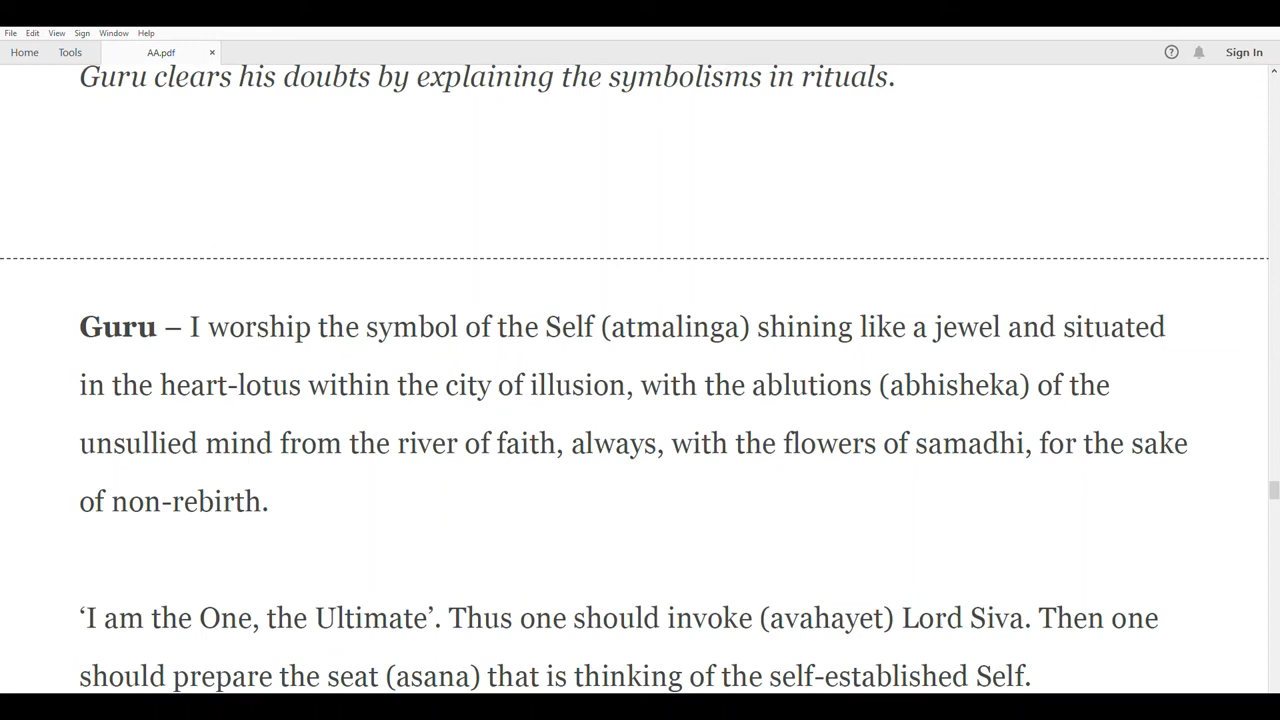 File Edit View Sign Window Help
Home Tools AA.pdf × ? Sign In
Guru clears his doubts by explaining the symbolisms in rituals.
Guru – I worship the symbol of the Self (atmalinga) shining like a jewel and situated
in the heart-lotus within the city of illusion, with the ablutions (abhisheka) of the
unsullied mind from the river of faith, always, with the flowers of samadhi, for the sake
of non-rebirth.
‘I am the One, the Ultimate’. Thus one should invoke (avahayet) Lord Siva. Then one
should prepare the seat (asana) that is thinking of the self-established Self.